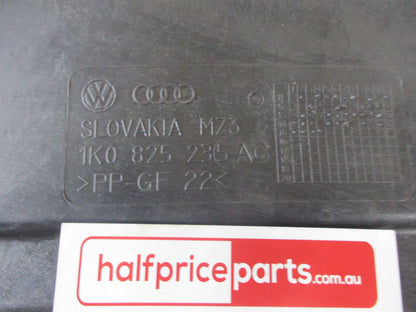 SLOVAKIA MZ3
1K0 825 235 AC
>PP-GF 22<
halfpriceparts.com.au